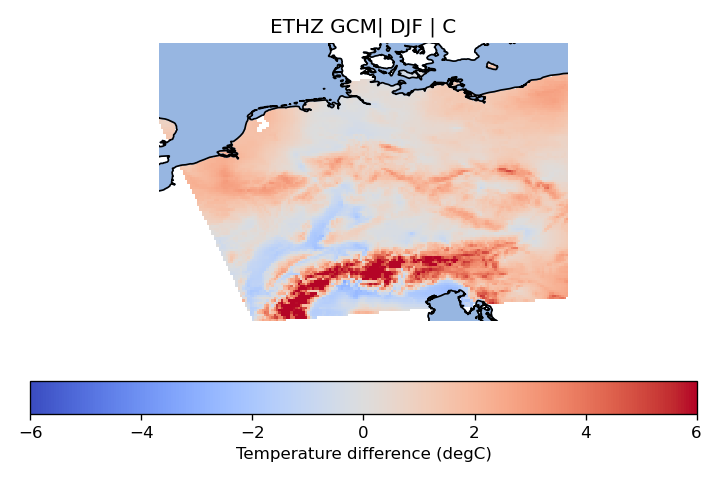 ETHZ GCM| DJF | C
−6 −4 −2 0 2 4 6
Temperature difference (degC)